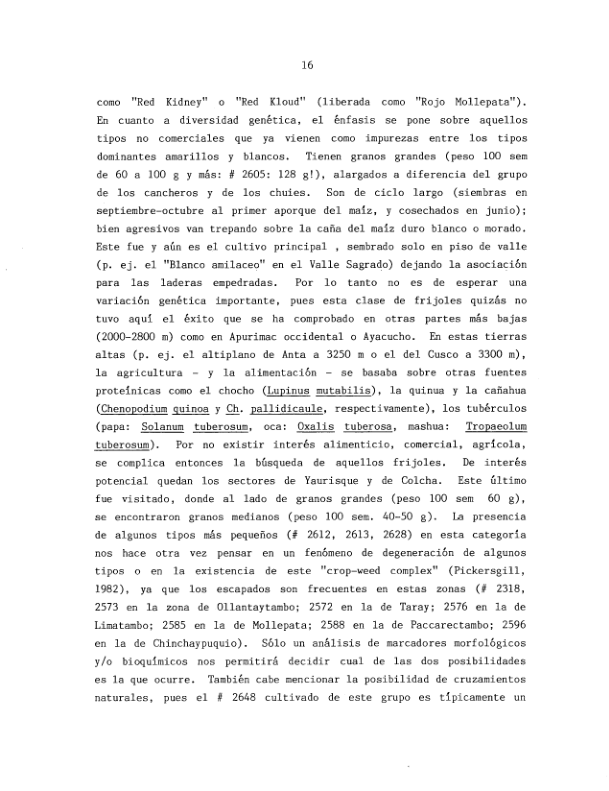 16
como "Red Kidney" o "Red Kloud" (liberada como "Rojo Mollepata").
En cuanto a diversidad genética, el énfasis se pone sobre aquellos
tipos no comerciales que ya vienen como impurezas entre los tipos
dominantes amarillos y blancos. Tienen granos grandes (peso 100 sem
de 60 a 100 g y más: # 2605: 128 g!), alargados a diferencia del grupo
de los cancheros y de los chuies. Son de ciclo largo (siembras en
septiembre-octubre al primer aporque del maíz, y cosechados en junio);
bien agresivos van trepando sobre la caña del maíz duro blanco o morado.
Este fue y aún es el cultivo principal , sembrado solo en piso de valle
(p. ej. el "Blanco amilaceo" en el Valle Sagrado) dejando la asociación
para las laderas empedradas. Por lo tanto no es de esperar una
variación genética importante, pues esta clase de frijoles quizás no
tuvo aquí el éxito que se ha comprobado en otras partes más bajas
(2000-2800 m) como en Apurimac occidental o Ayacucho. En estas tierras
altas (p. ej. el altiplano de Anta a 3250 m o el del Cusco a 3300 m),
la agricultura - y la alimentación - se basaba sobre otras fuentes
proteínicas como el chocho (Lupinus mutabilis), la quinua y la cañahua
(Chenopodium quinoa y Ch. pallidicaule, respectivamente), los tubérculos
(papa: Solanum tuberosum, oca: Oxalis tuberosa, mashua: Tropaeolum
tuberosum). Por no existir interés alimenticio, comercial, agrícola,
se complica entonces la búsqueda de aquellos frijoles. De interés
potencial quedan los sectores de Yaurisque y de Colcha. Este último
fue visitado, donde al lado de granos grandes (peso 100 sem 60 g),
se encontraron granos medianos (peso 100 sem. 40-50 g). La presencia
de algunos tipos más pequeños (# 2612, 2613, 2628) en esta categoría
nos hace otra vez pensar en un fenómeno de degeneración de algunos
tipos o en la existencia de este "crop-weed complex" (Pickersgill,
1982), ya que los escapados son frecuentes en estas zonas (# 2318,
2573 en la zona de Ollantaytambo; 2572 en la de Taray; 2576 en la de
Limatambo; 2585 en la de Mollepata; 2588 en la de Paccarectambo; 2596
en la de Chinchaypuquio). Sólo un análisis de marcadores morfológicos
y/o bioquímicos nos permitirá decidir cual de las dos posibilidades
es la que ocurre. También cabe mencionar la posibilidad de cruzamientos
naturales, pues el # 2648 cultivado de este grupo es típicamente un